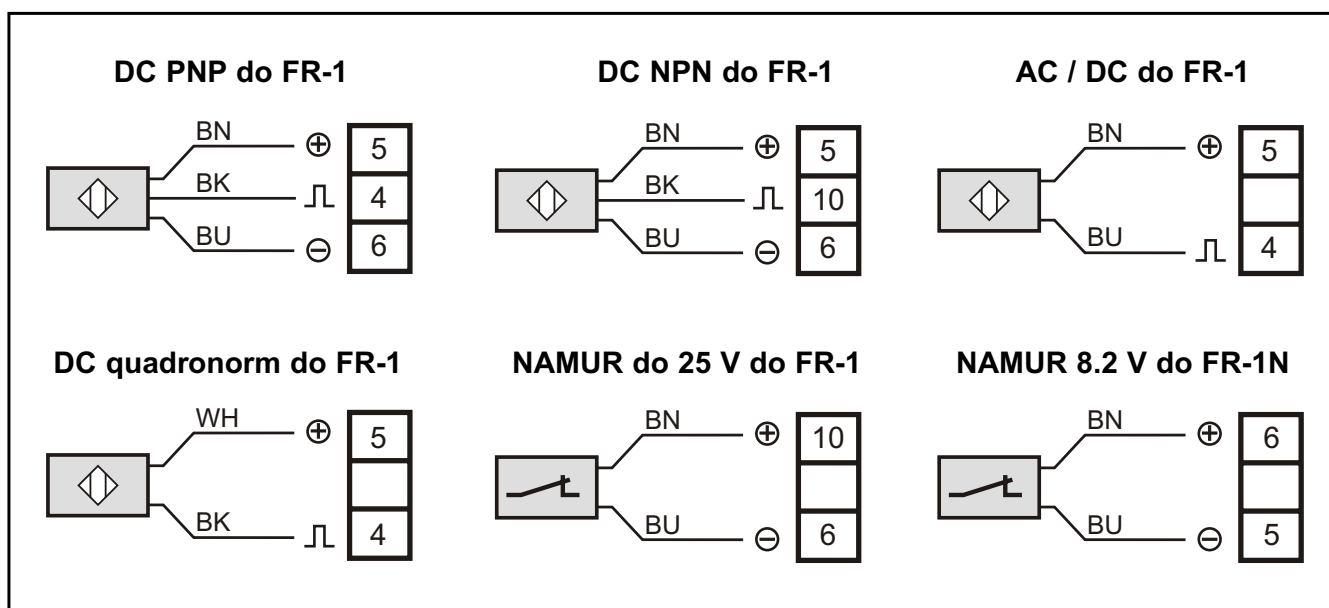 DC PNP do FR-1
BN ⊕ 5
BK 4
BU ⊖ 6
DC NPN do FR-1
BN ⊕ 5
BK 10
BU ⊖ 6
AC / DC do FR-1
BN ⊕ 5
BU 4
DC quadronorm do FR-1
WH ⊕ 5
BK 4
NAMUR do 25 V do FR-1
BN ⊕ 10
BU ⊖ 6
NAMUR 8.2 V do FR-1N
BN ⊕ 6
BU ⊖ 5